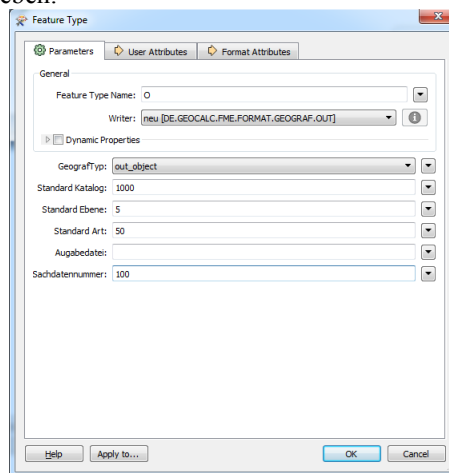 eben.
Feature Type
Parameters User Attributes Format Attributes
General
Feature Type Name: O
Writer: neu [DE.GEOCALC.FME.FORMAT.GEOGRAF.OUT]
Dynamic Properties
GeografTyp: out_object
Standard Katalog: 1000
Standard Ebene: 5
Standard Art: 50
Augabedatei:
Sachdatennummer: 100
Help Apply to... OK Cancel